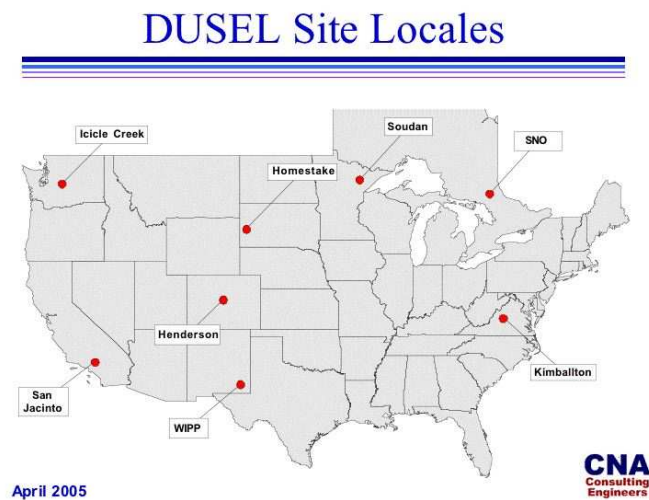 DUSEL Site Locales
Icicle Creek
Soudan
SNO
Homestake
Henderson
Kimballton
San
Jacinto
WIPP
April 2005
CNA
Consulting
Engineers